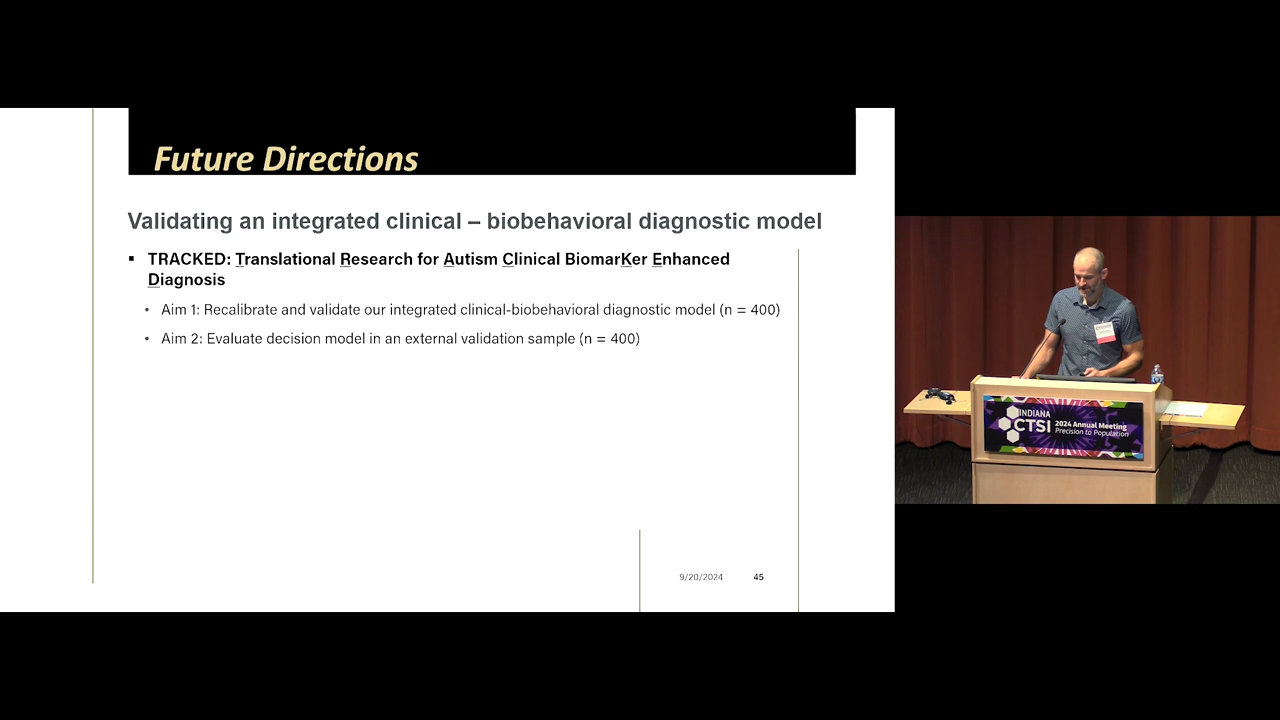 Future Directions
Validating an integrated clinical – biobehavioral diagnostic model
▪ TRACKED: Translational Research for Autism Clinical BiomarKer Enhanced
Diagnosis
• Aim 1: Recalibrate and validate our integrated clinical-biobehavioral diagnostic model (n = 400)
• Aim 2: Evaluate decision model in an external validation sample (n = 400)
9/20/2024 45
INDIANA
CTSI
2024 Annual Meeting
Precision to Population